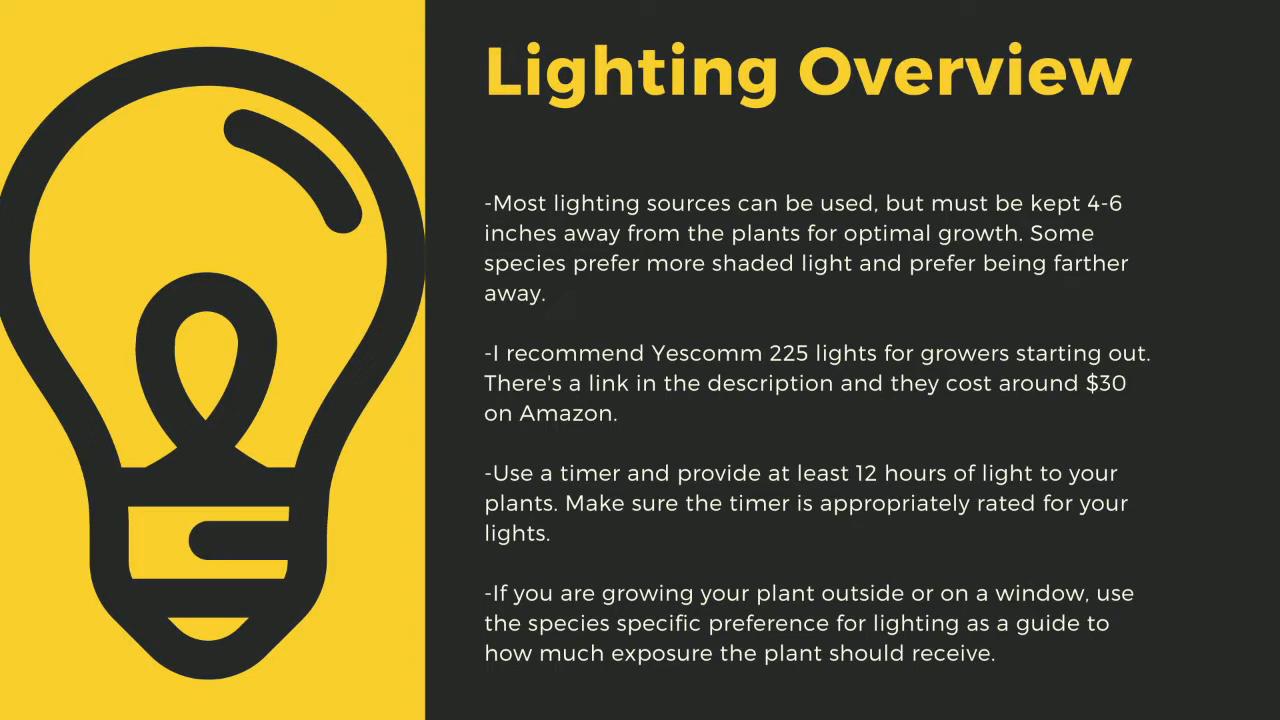 Lighting Overview
-Most lighting sources can be used, but must be kept 4-6
inches away from the plants for optimal growth. Some
species prefer more shaded light and prefer being farther
away.
-I recommend Yescomm 225 lights for growers starting out.
There's a link in the description and they cost around $30
on Amazon.
-Use a timer and provide at least 12 hours of light to your
plants. Make sure the timer is appropriately rated for your
lights.
-If you are growing your plant outside or on a window, use
the species specific preference for lighting as a guide to
how much exposure the plant should receive.